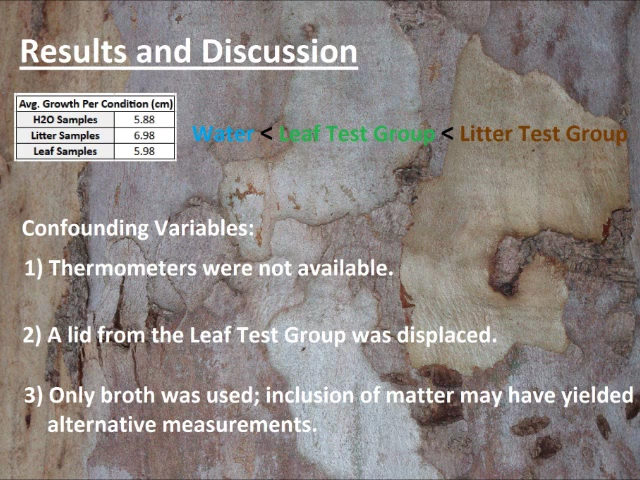 Results and Discussion
Avg. Growth Per Condition (cm)
H2O Samples 5.88
Litter Samples 6.98
Leaf Samples 5.98
Water < Leaf Test Group < Litter Test Group
Confounding Variables:
1) Thermometers were not available.
2) A lid from the Leaf Test Group was displaced.
3) Only broth was used; inclusion of matter may have yielded
alternative measurements.